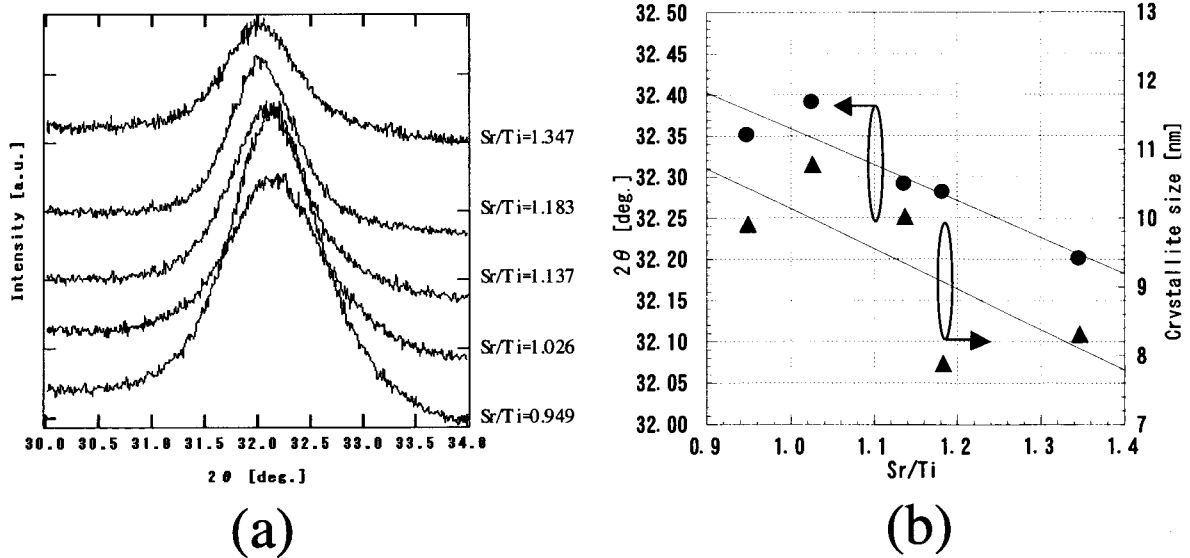 Intensity [a.u.]
Sr/Ti=1.347
Sr/Ti=1.183
Sr/Ti=1.137
Sr/Ti=1.026
Sr/Ti=0.949
30.0 30.5 31.0 31.5 32.0 32.5 33.0 33.5 34.0
2θ [deg.]
(a)
2θ [deg.]
32.50
32.40
32.35
32.30
32.25
32.20
32.15
32.10
32.05
32.00
13
12
11
10
9
8
7
Crystallite size [nm]
0.9 1.0 1.1 1.2 1.3 1.4
Sr/Ti
(b)